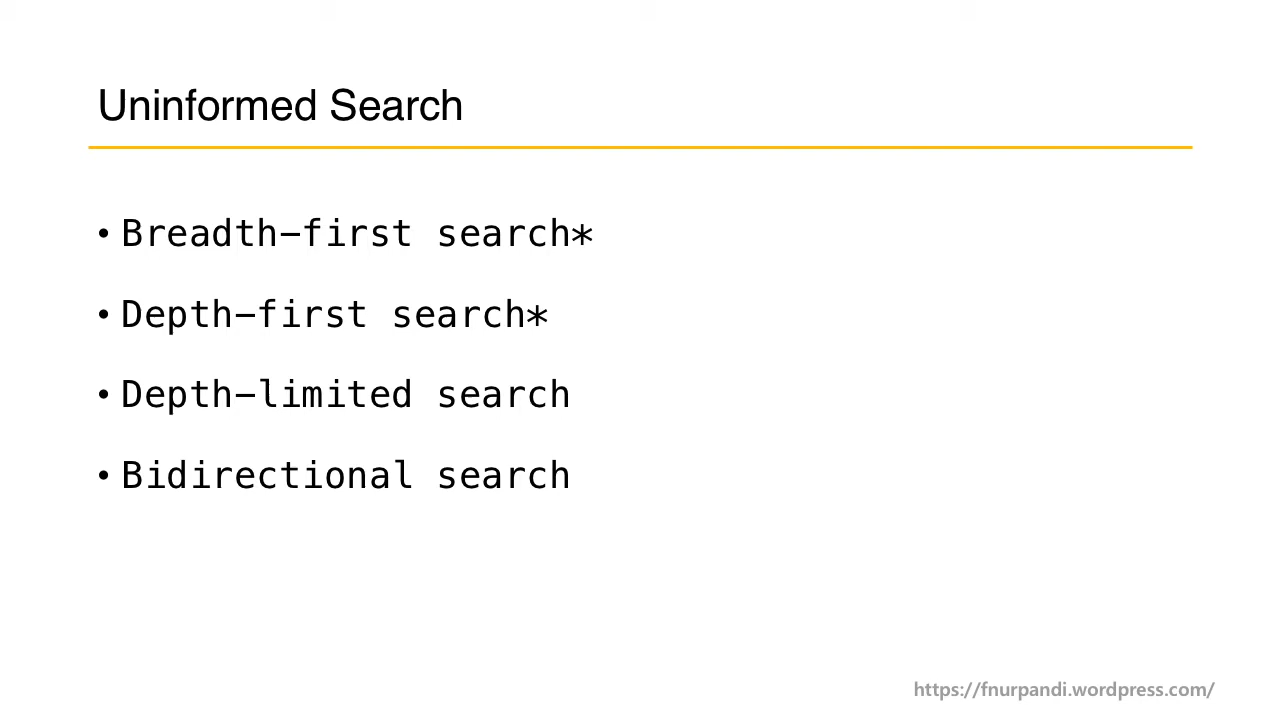 Uninformed Search
• Breadth-first search*
• Depth-first search*
• Depth-limited search
• Bidirectional search
https://fnurpandi.wordpress.com/